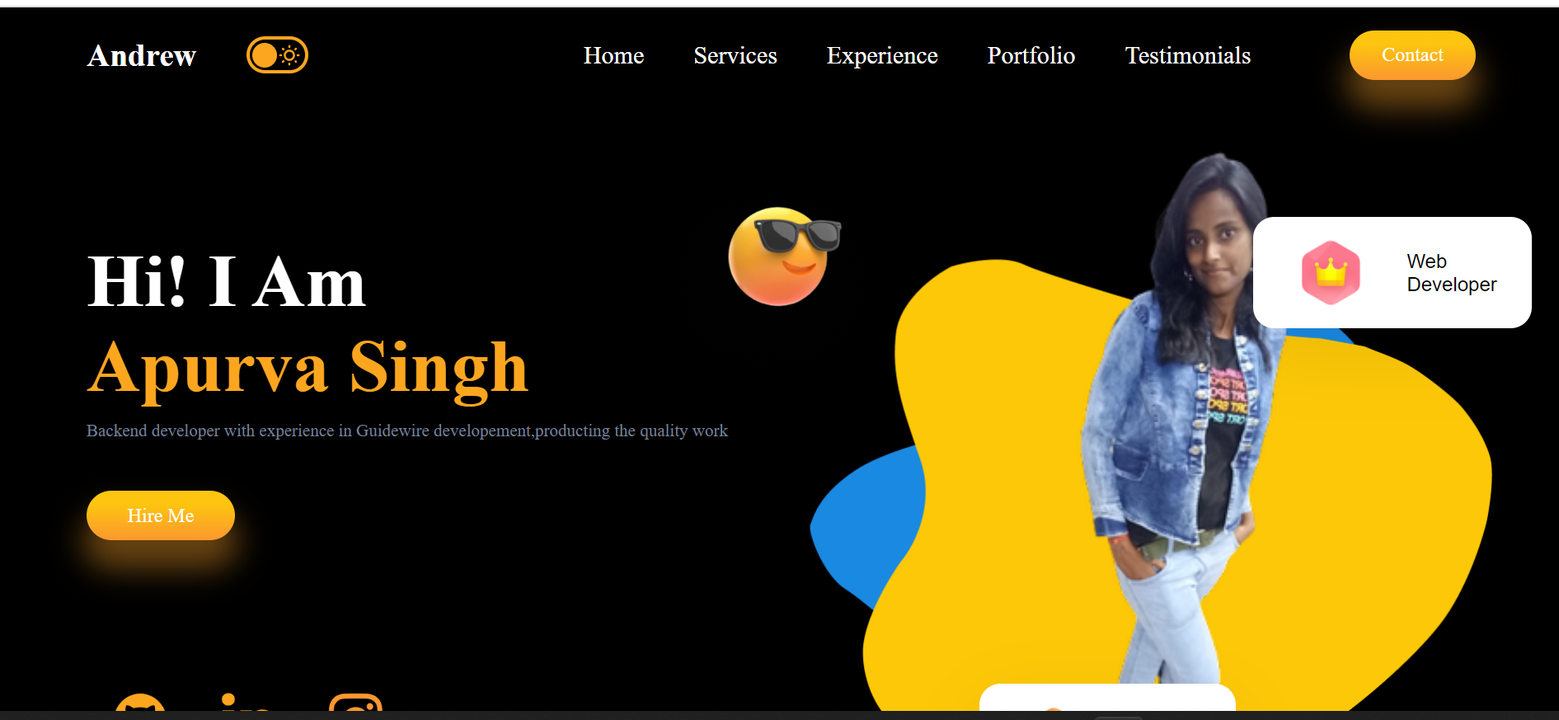 Andrew
Home Services Experience Portfolio Testimonials Contact
Hi! I Am
Apurva Singh
Backend developer with experience in Guidewire developement,producting the quality work
Hire Me
Web
Developer